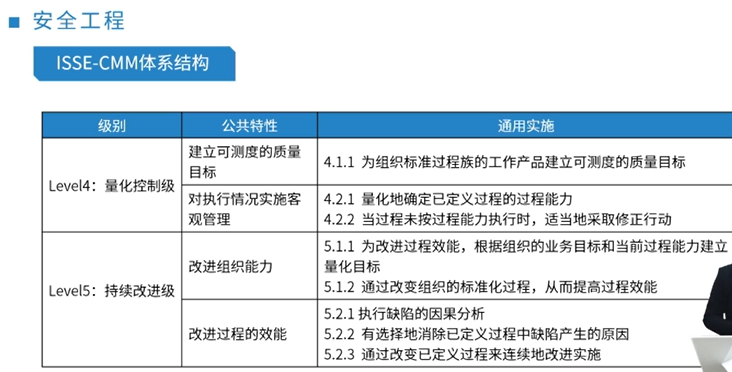 安全工程
ISSE-CMM体系结构
级别 公共特性 通用实施
Level4：量化控制级
建立可测度的质量
目标
4.1.1 为组织标准过程族的工作产品建立可测度的质量目标
对执行情况实施客
观管理
4.2.1 量化地确定已定义过程的过程能力
4.2.2 当过程未按过程能力执行时，适当地采取修正行动
Level5：持续改进级
改进组织能力
5.1.1 为改进过程效能，根据组织的业务目标和当前过程能力建立
量化目标
5.1.2 通过改变组织的标准化过程，从而提高过程效能
改进过程的效能
5.2.1 执行缺陷的因果分析
5.2.2 有选择地消除已定义过程中缺陷产生的原因
5.2.3 通过改变已定义过程来连续地改进实施